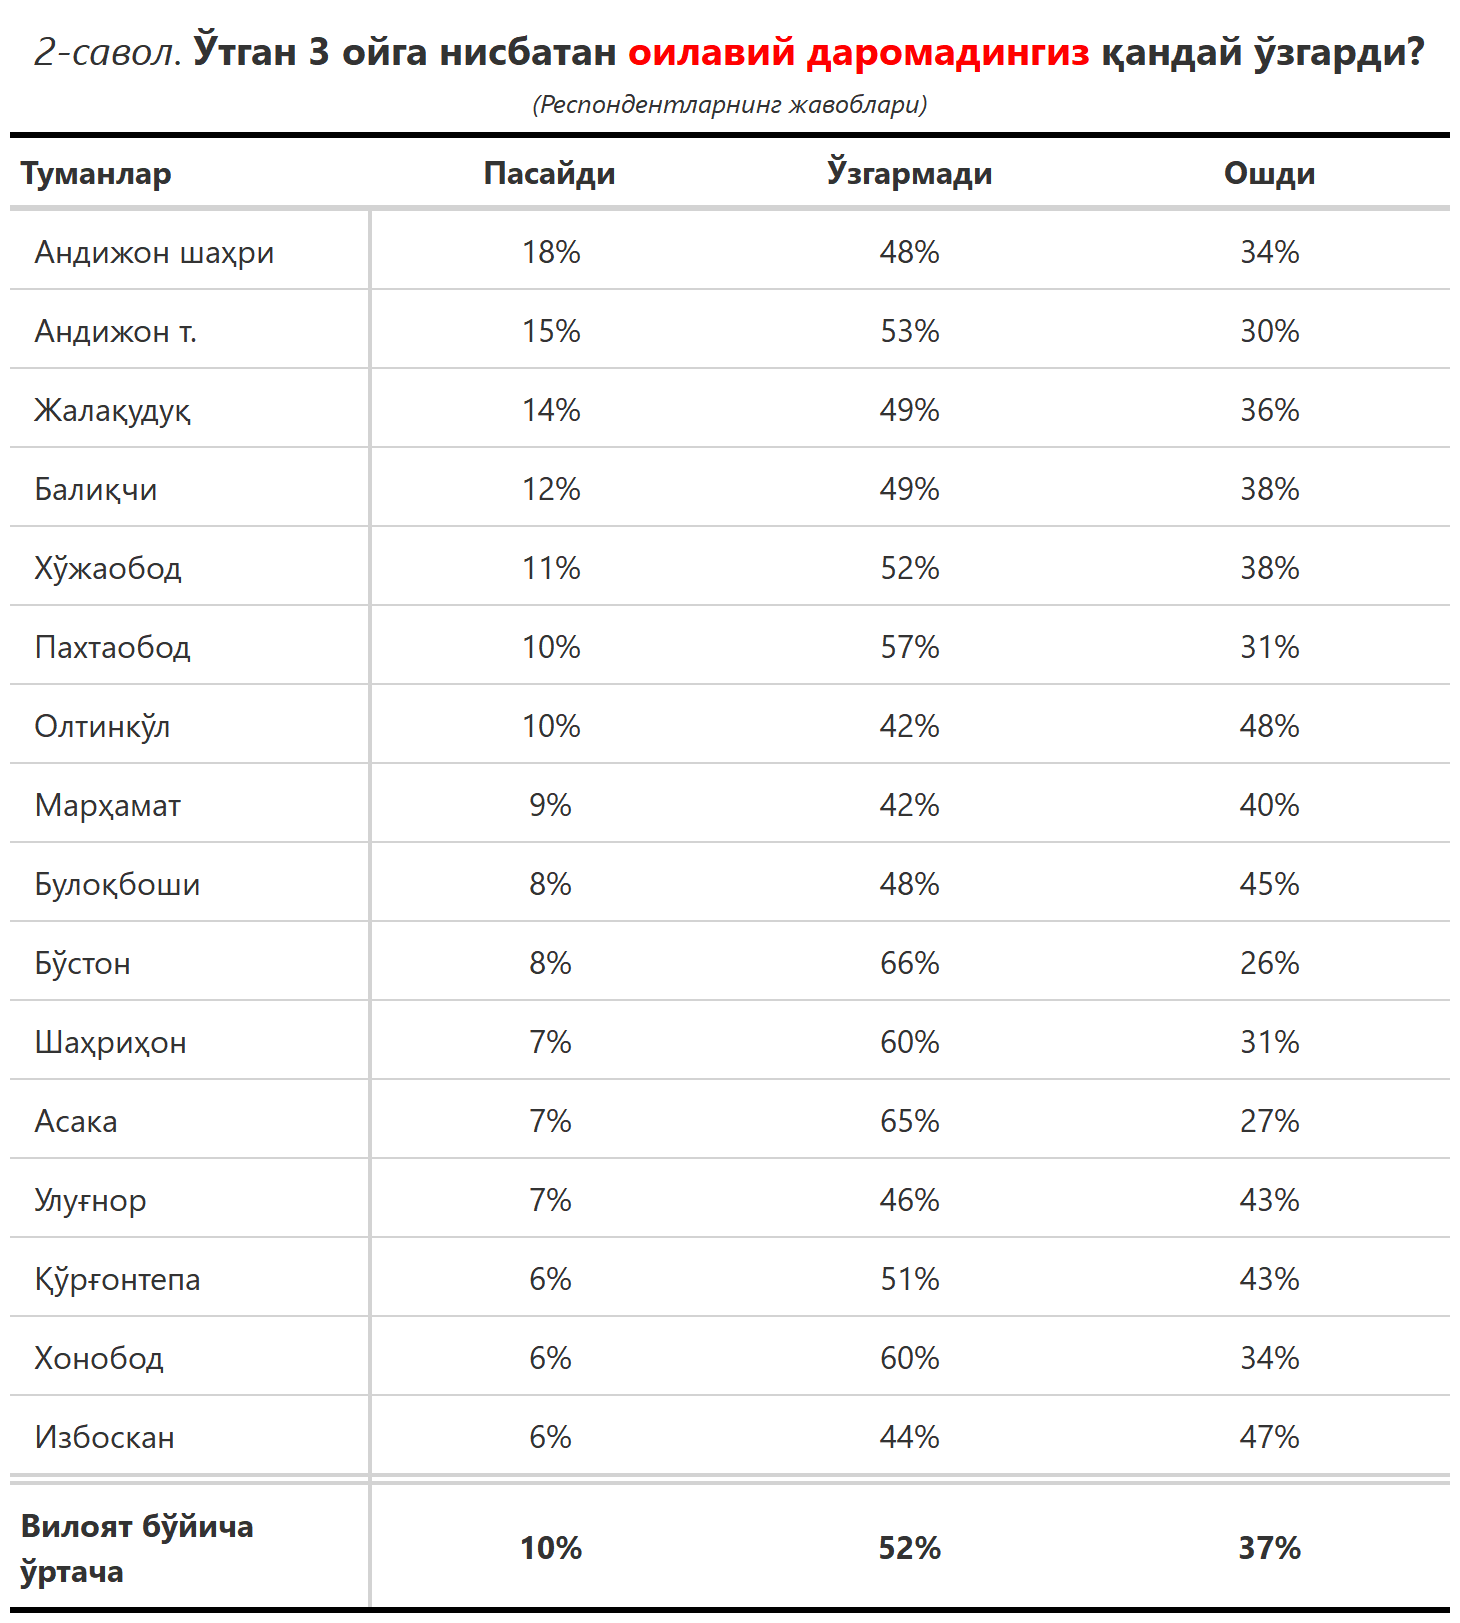 2-савол. Ўтган 3 ойга нисбатан оилавий даромадингиз қандай ўзгарди?
(Респондентларнинг жавоблари)
Туманлар Пасайди Ўзгармади Ошди
Андижон шаҳри 18% 48% 34%
Андижон т. 15% 53% 30%
Жалақудуқ 14% 49% 36%
Балиқчи 12% 49% 38%
Хўжаобод 11% 52% 38%
Пахтаобод 10% 57% 31%
Олтинкўл 10% 42% 48%
Марҳамат 9% 42% 40%
Булоқбоши 8% 48% 45%
Бўстон 8% 66% 26%
Шаҳриҳон 7% 60% 31%
Асака 7% 65% 27%
Улуғнор 7% 46% 43%
Қўрғонтепа 6% 51% 43%
Хонобод 6% 60% 34%
Избоскан 6% 44% 47%
Вилоят бўйича
ўртача 10% 52% 37%